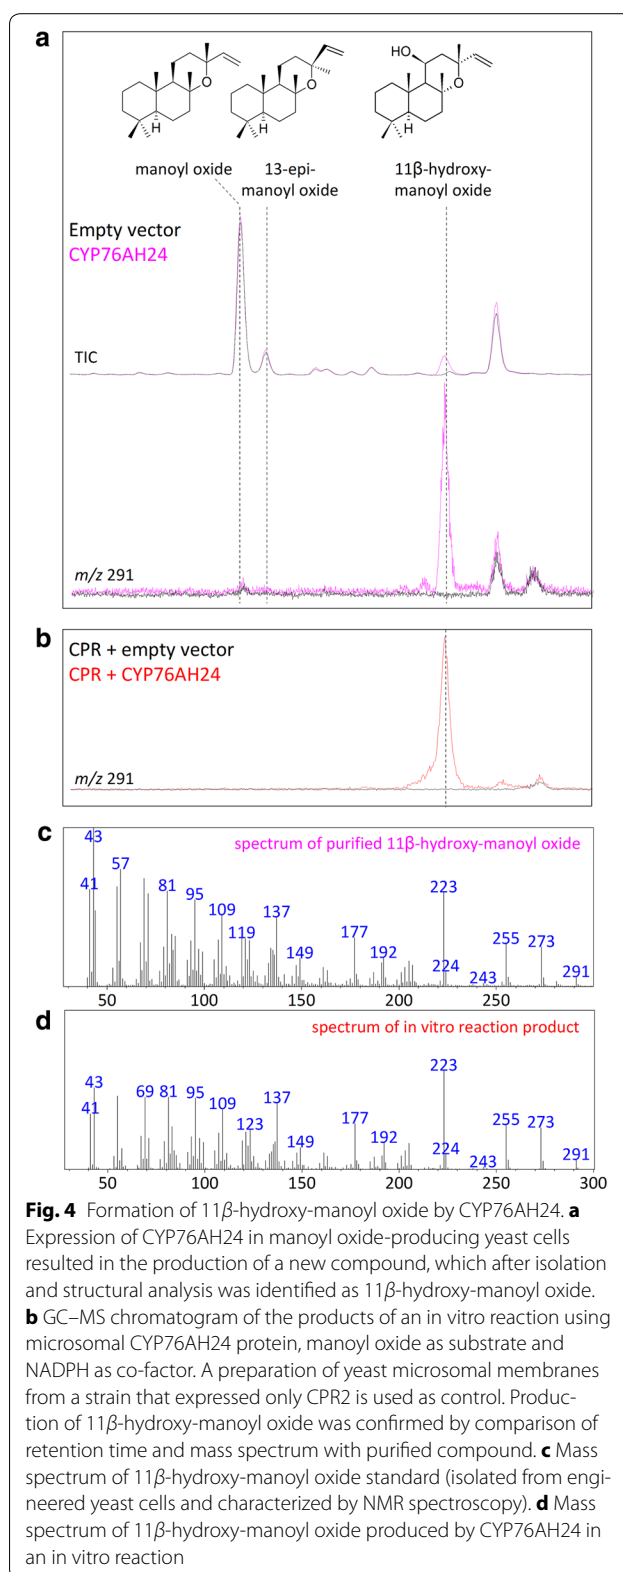 a
HO
O
O
O
H
H
H
manoyl oxide
13-epi-
manoyl oxide
11β-hydroxy-
manoyl oxide
Empty vector
CYP76AH24
TIC
m/z 291
b
CPR + empty vector
CPR + CYP76AH24
m/z 291
c
spectrum of purified 11β-hydroxy-manoyl oxide
43
57
41
81
95
109
119
137
149
177
192
223
224
243
255
273
291
50 100 150 200 250
d
spectrum of in vitro reaction product
43
41
69
81
95
109
123
137
149
177
192
223
224
243
255
273
291
50 100 150 200 250 300
Fig. 4 Formation of 11β-hydroxy-manoyl oxide by CYP76AH24. a
Expression of CYP76AH24 in manoyl oxide-producing yeast cells
resulted in the production of a new compound, which after isolation
and structural analysis was identified as 11β-hydroxy-manoyl oxide.
b GC–MS chromatogram of the products of an in vitro reaction using
microsomal CYP76AH24 protein, manoyl oxide as substrate and
NADPH as co-factor. A preparation of yeast microsomal membranes
from a strain that expressed only CPR2 is used as control. Produc-
tion of 11β-hydroxy-manoyl oxide was confirmed by comparison of
retention time and mass spectrum with purified compound. c Mass
spectrum of 11β-hydroxy-manoyl oxide standard (isolated from engi-
neered yeast cells and characterized by NMR spectroscopy). d Mass
spectrum of 11β-hydroxy-manoyl oxide produced by CYP76AH24 in
an in vitro reaction